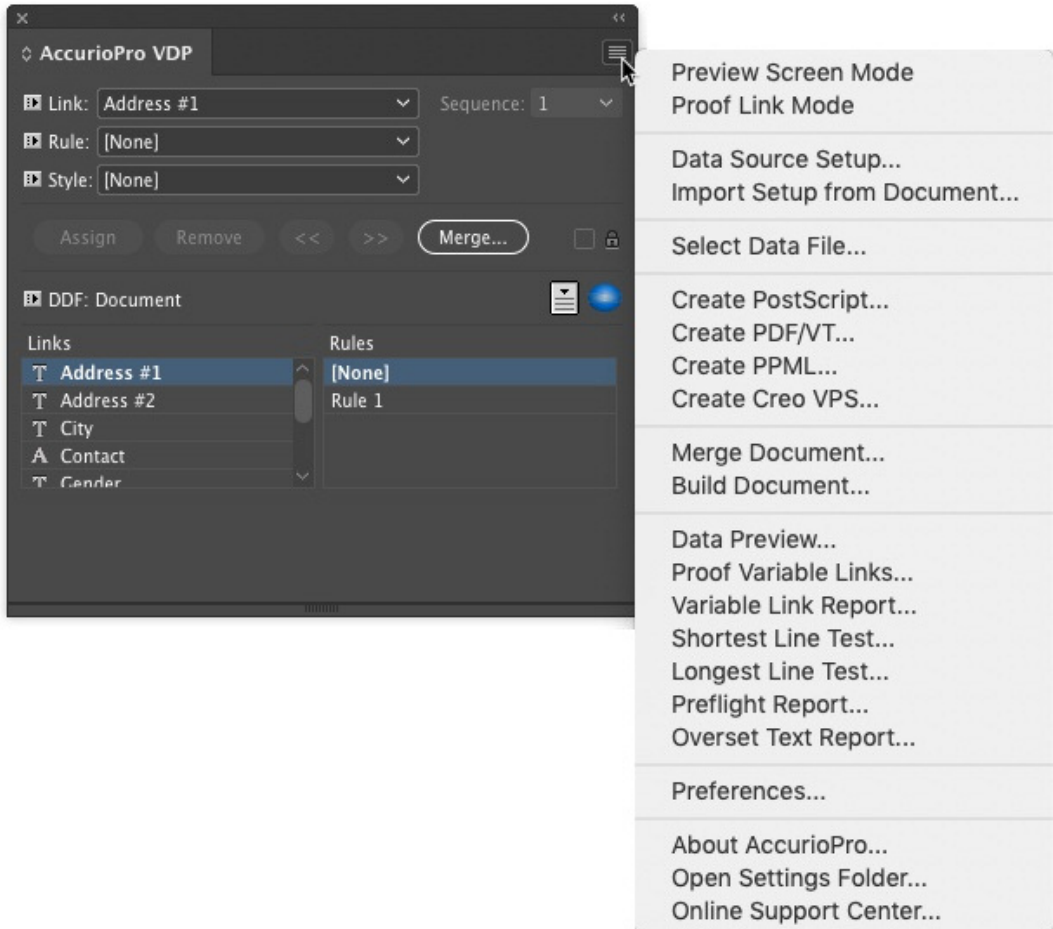 AccurioPro VDP
Link: Address #1 Sequence: 1
Rule: [None]
Style: [None]
Assign Remove << >> Merge...
DDF: Document
Links Rules
T Address #1 [None]
T Address #2 Rule 1
T City
A Contact
T Gender
Preview Screen Mode
Proof Link Mode
Data Source Setup...
Import Setup from Document...
Select Data File...
Create PostScript...
Create PDF/VT...
Create PPML...
Create Creo VPS...
Merge Document...
Build Document...
Data Preview...
Proof Variable Links...
Variable Link Report...
Shortest Line Test...
Longest Line Test...
Preflight Report...
Overset Text Report...
Preferences...
About AccurioPro...
Open Settings Folder...
Online Support Center...